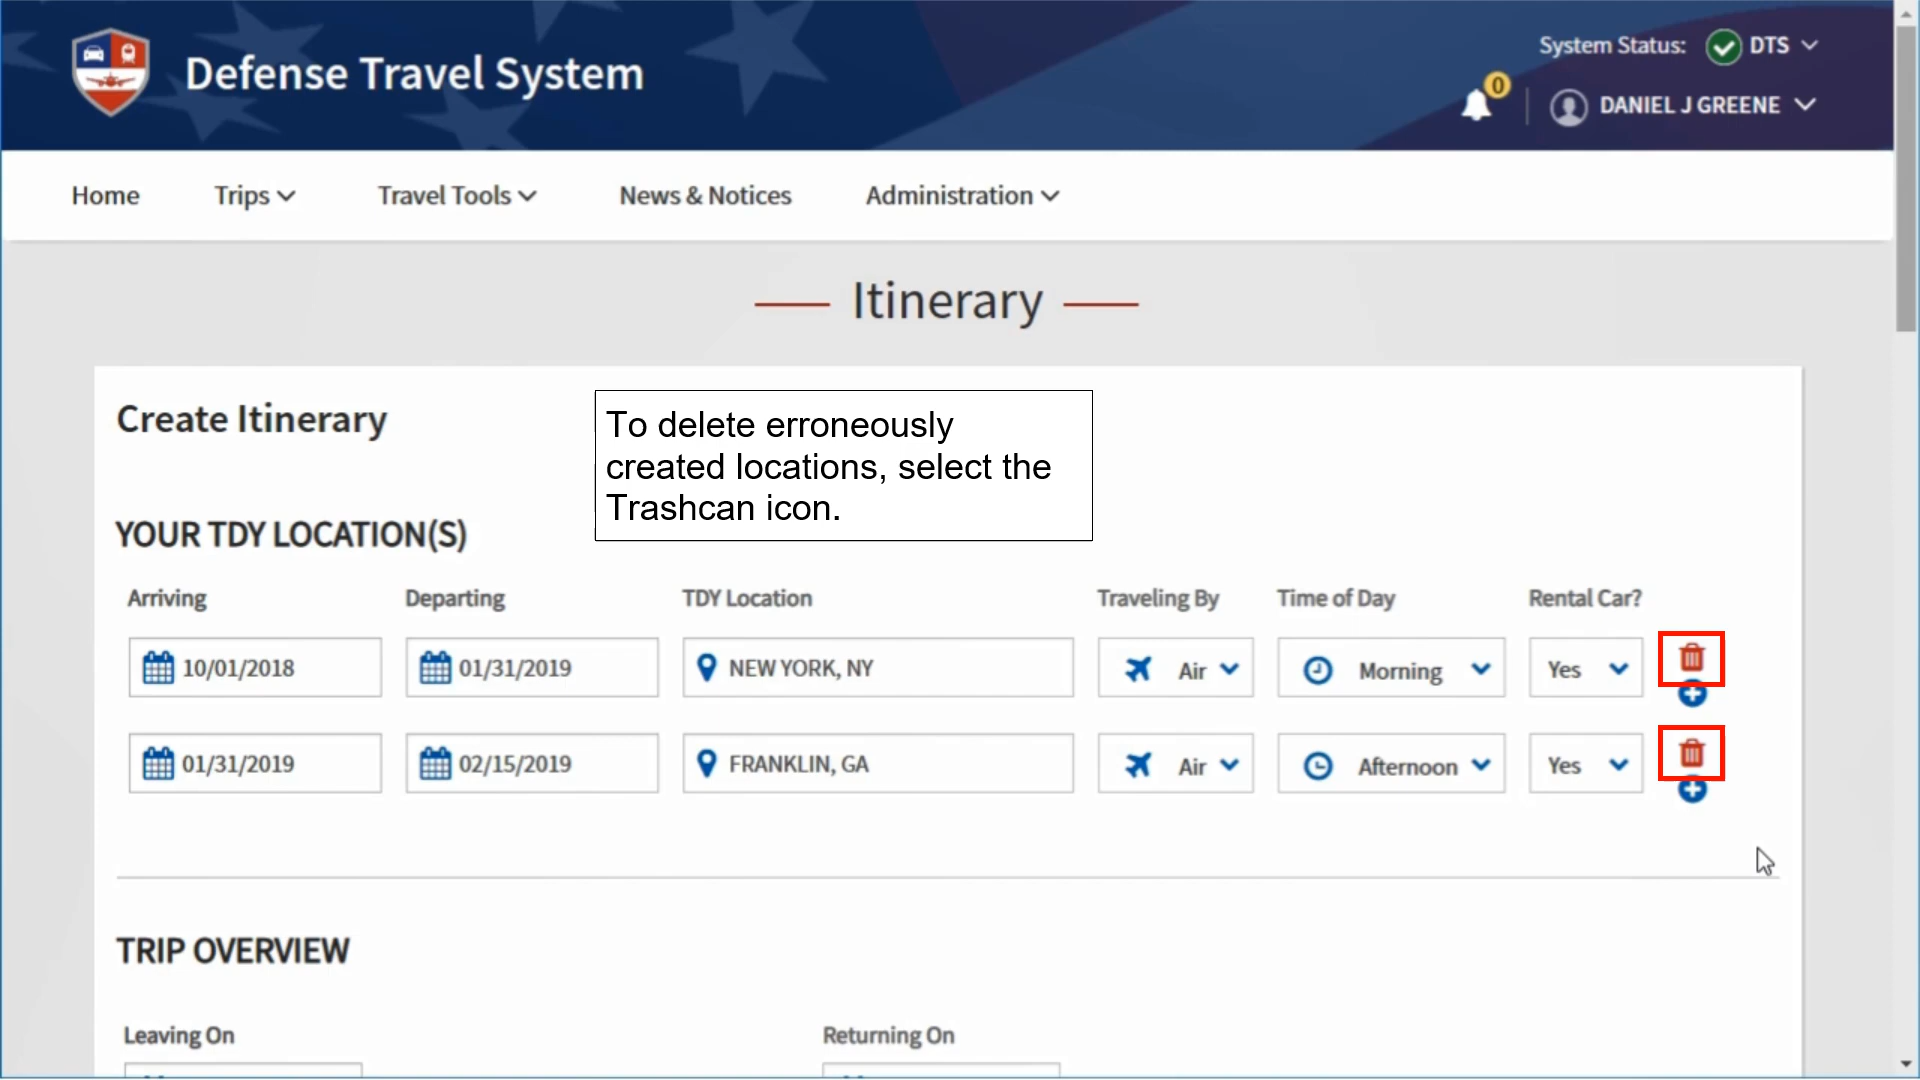 Defense Travel System
System Status: DTS
0
DANIEL J GREENE
Home Trips Travel Tools News & Notices Administration
Itinerary
Create Itinerary
To delete erroneously
created locations, select the
Trashcan icon.
YOUR TDY LOCATION(S)
Arriving Departing TDY Location Traveling By Time of Day Rental Car?
10/01/2018 01/31/2019 NEW YORK, NY Air Morning Yes
01/31/2019 02/15/2019 FRANKLIN, GA Air Afternoon Yes
TRIP OVERVIEW
Leaving On Returning On